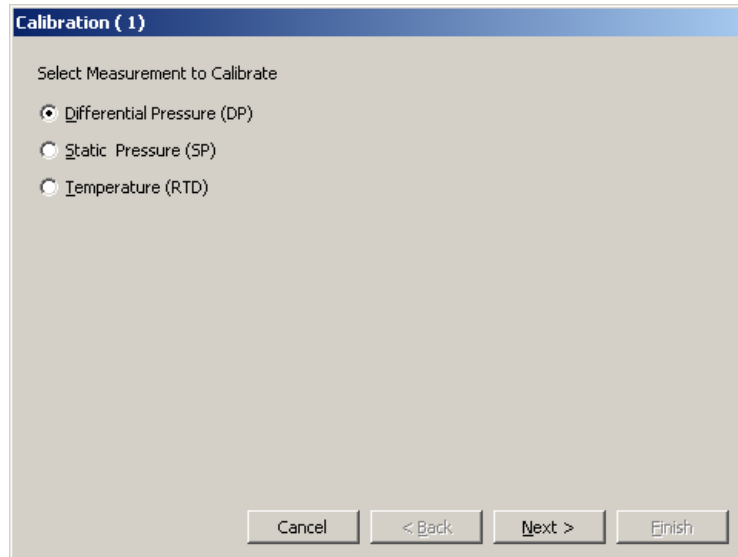 Calibration ( 1)
Select Measurement to Calibrate
Differential Pressure (DP)
Static Pressure (SP)
Temperature (RTD)
Cancel < Back Next > Finish